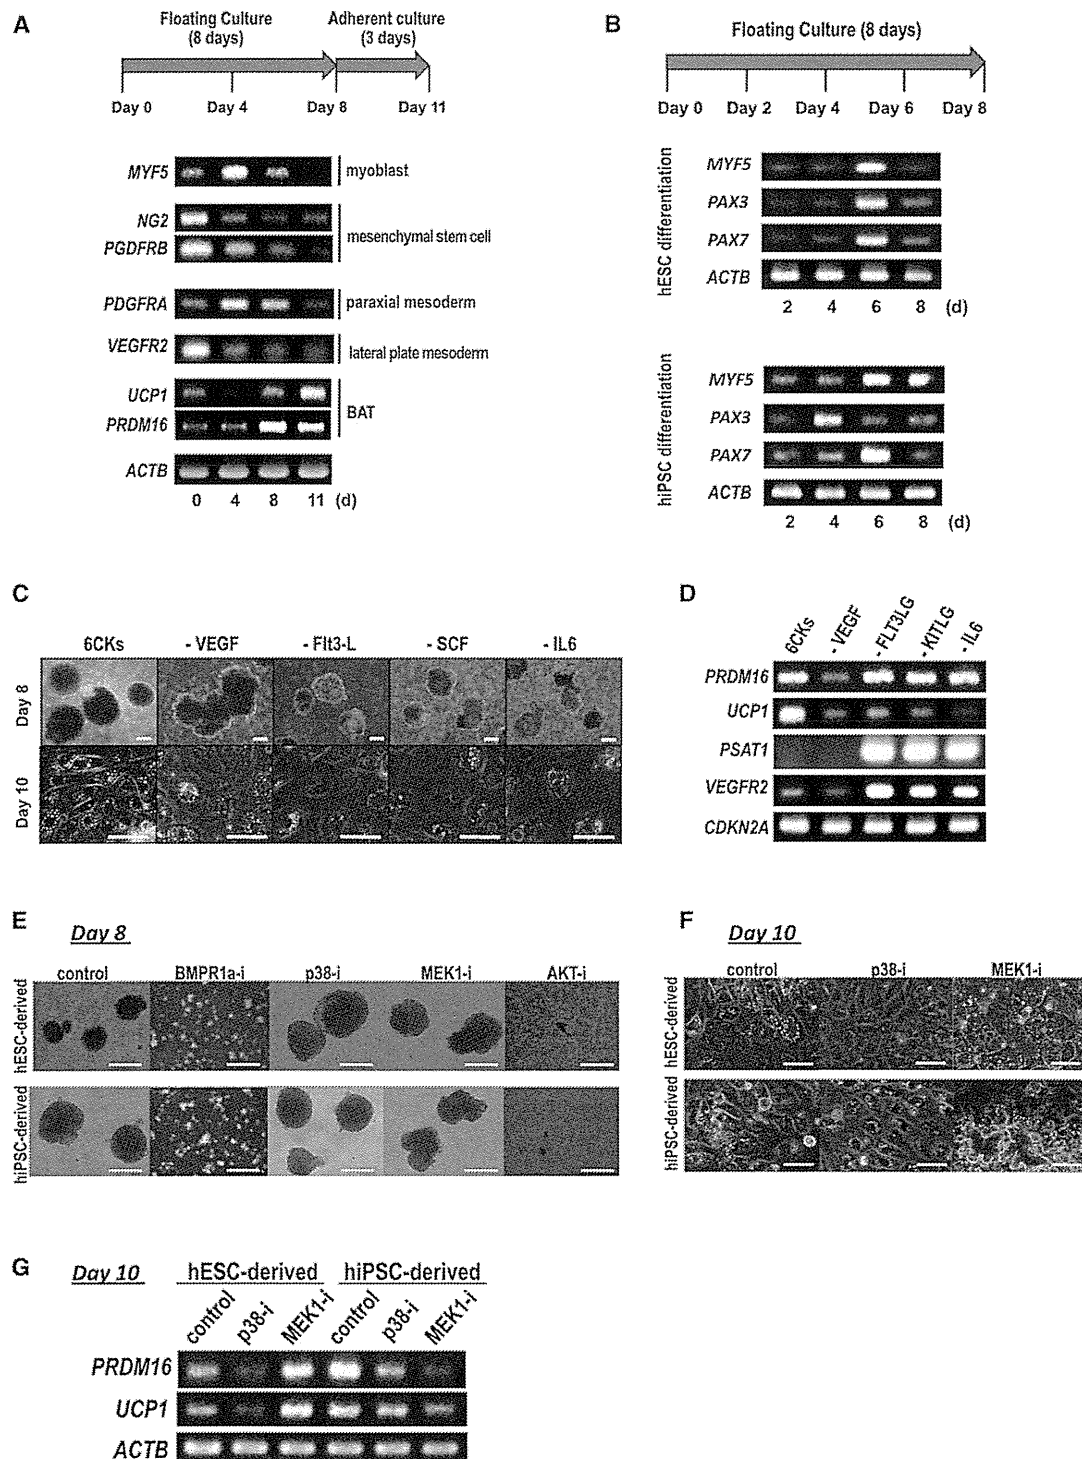 A
Floating Culture
(8 days)
Adherent culture
(3 days)
Day 0
Day 4
Day 8
Day 11
MYF5
myoblast
NG2
PGDFRB
mesenchymal stem cell
PDGFRA
paraxial mesoderm
VEGFR2
lateral plate mesoderm
UCP1
PRDM16
BAT
ACTB
0 4 8 11 (d)
B
Floating Culture (8 days)
Day 0
Day 2
Day 4
Day 6
Day 8
hESC differentiation
MYF5
PAX3
PAX7
ACTB
2 4 6 8 (d)
hiPSC differentiation
MYF5
PAX3
PAX7
ACTB
2 4 6 8 (d)
C
6CKs - VEGF - Flt3-L - SCF - IL6
Day 8
Day 10
D
6CKs - VEGF - FLT3LG - KITLG - IL6
PRDM16
UCP1
PSAT1
VEGFR2
CDKN2A
E
Day 8
control BMPR1a-i p38-i MEK1-i AKT-i
hESC-derived
hiPSC-derived
F
Day 10
control p38-i MEK1-i
hESC-derived
hiPSC-derived
G
Day 10
hESC-derived hiPSC-derived
control p38-i MEK1-i control p38-i MEK1-i
PRDM16
UCP1
ACTB